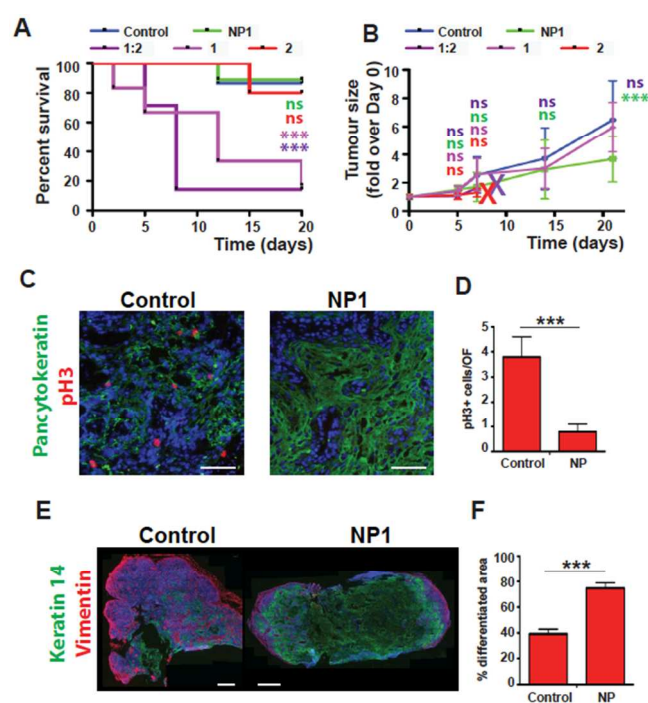 A
Control
NP1
1:2
1
2
Percent survival
100
80
60
40
20
0
ns
ns
***
***
0
5
10
15
20
Time (days)
B
Control
NP1
1:2
1
2
Tumour size
(fold over Day 0)
10
8
6
4
2
0
ns
ns
ns
ns
ns
ns
ns
ns
ns
ns
ns
***
X
X
0
5
10
15
20
Time (days)
C
Control
NP1
Pancytokeratin
pH3
D
***
pH3+ cells/OF
5
4
3
2
1
0
Control
NP
E
Control
NP1
Keratin 14
Vimentin
F
***
% differentiated area
100
80
60
40
20
0
Control
NP